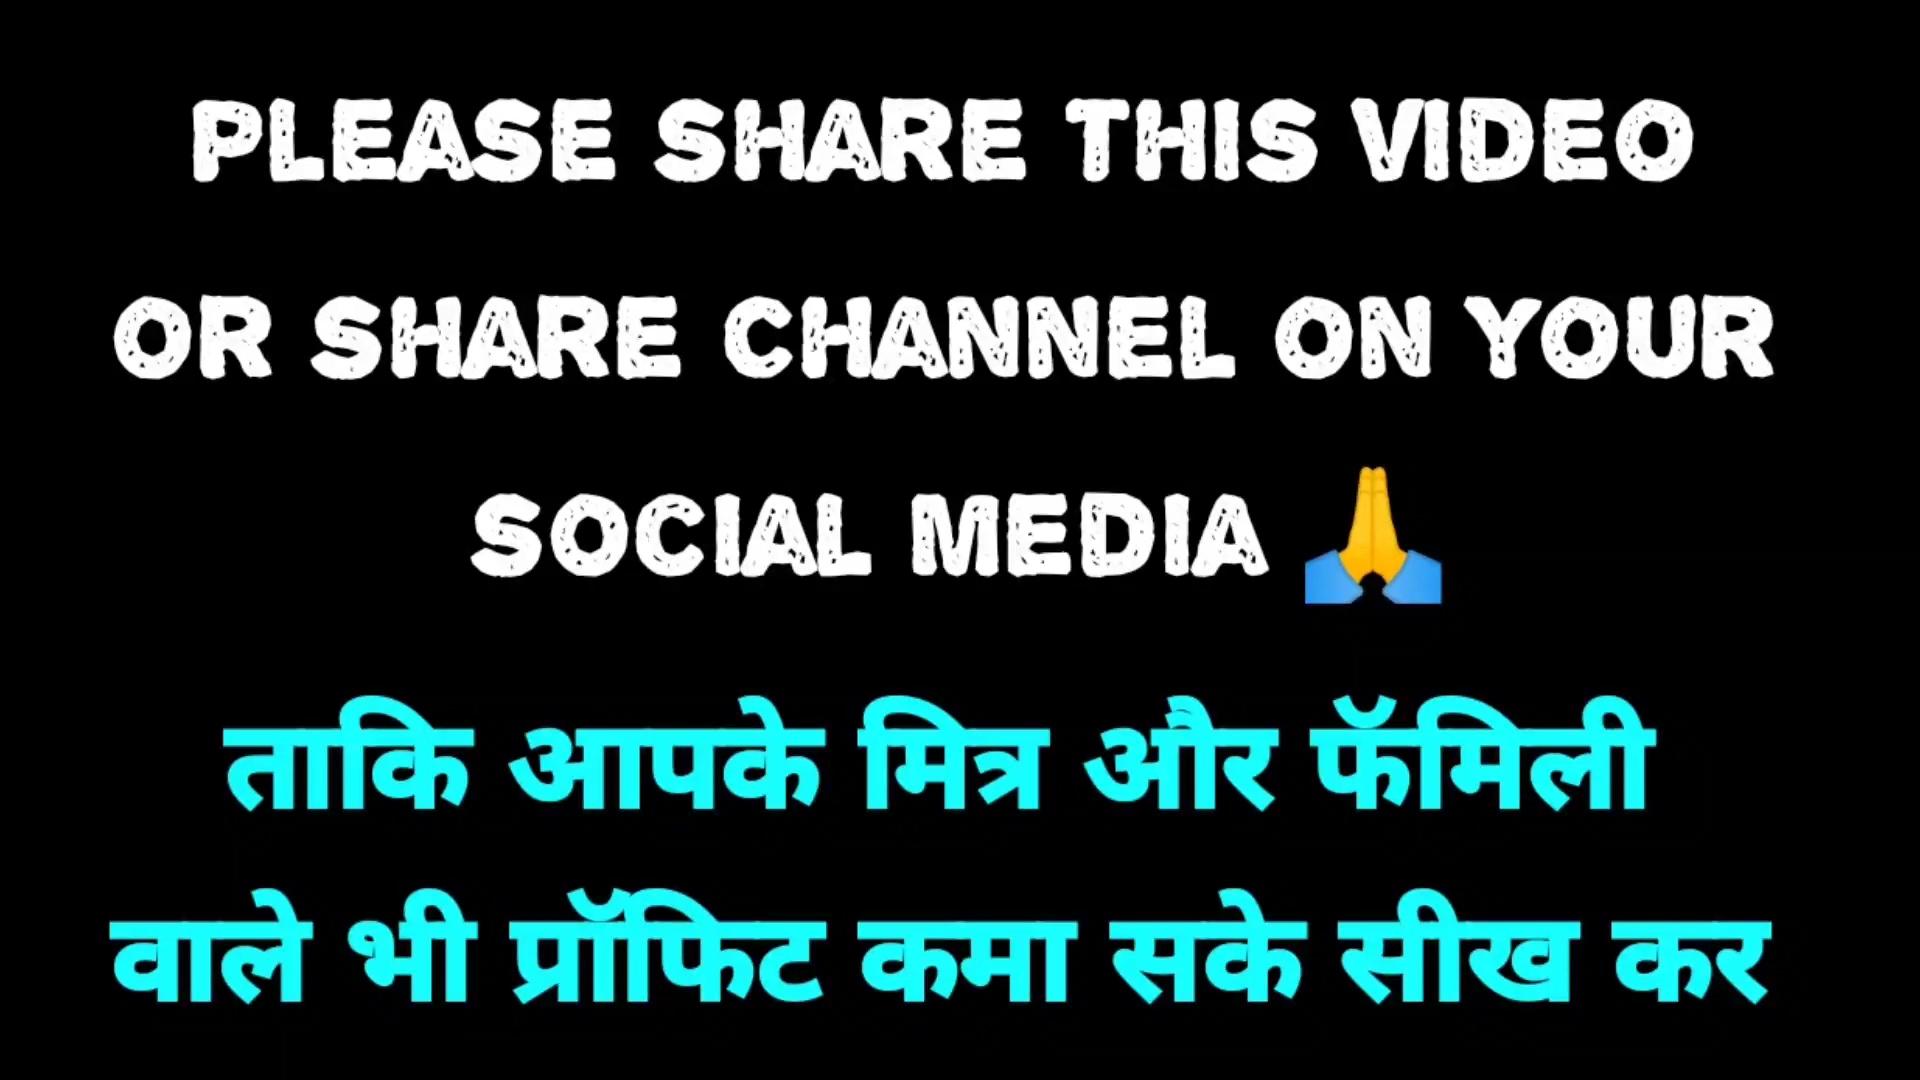 PLEASE SHARE THIS VIDEO
OR SHARE CHANNEL ON YOUR
SOCIAL MEDIA 🙏
ताकि आपके मित्र और फॅमिली
वाले भी प्रॉफिट कमा सके सीख कर